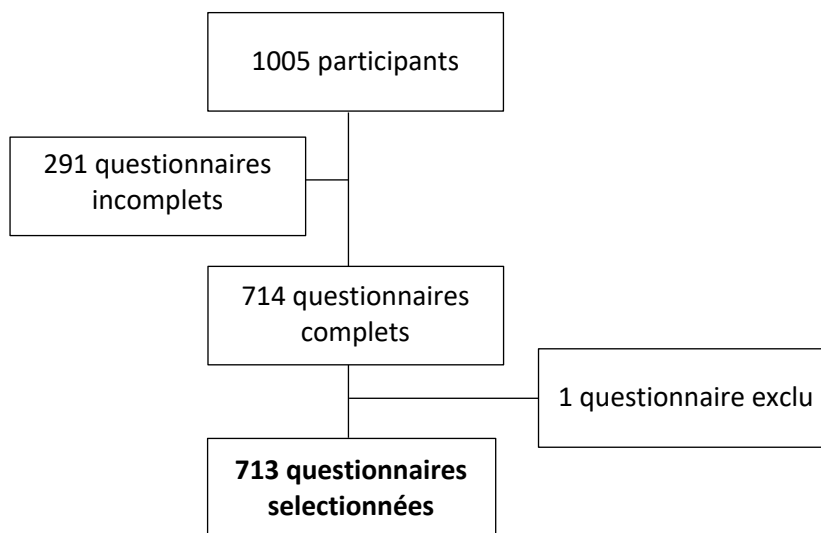 1005 participants
291 questionnaires
incomplets
714 questionnaires
complets
1 questionnaire exclu
713 questionnaires
selectionnées